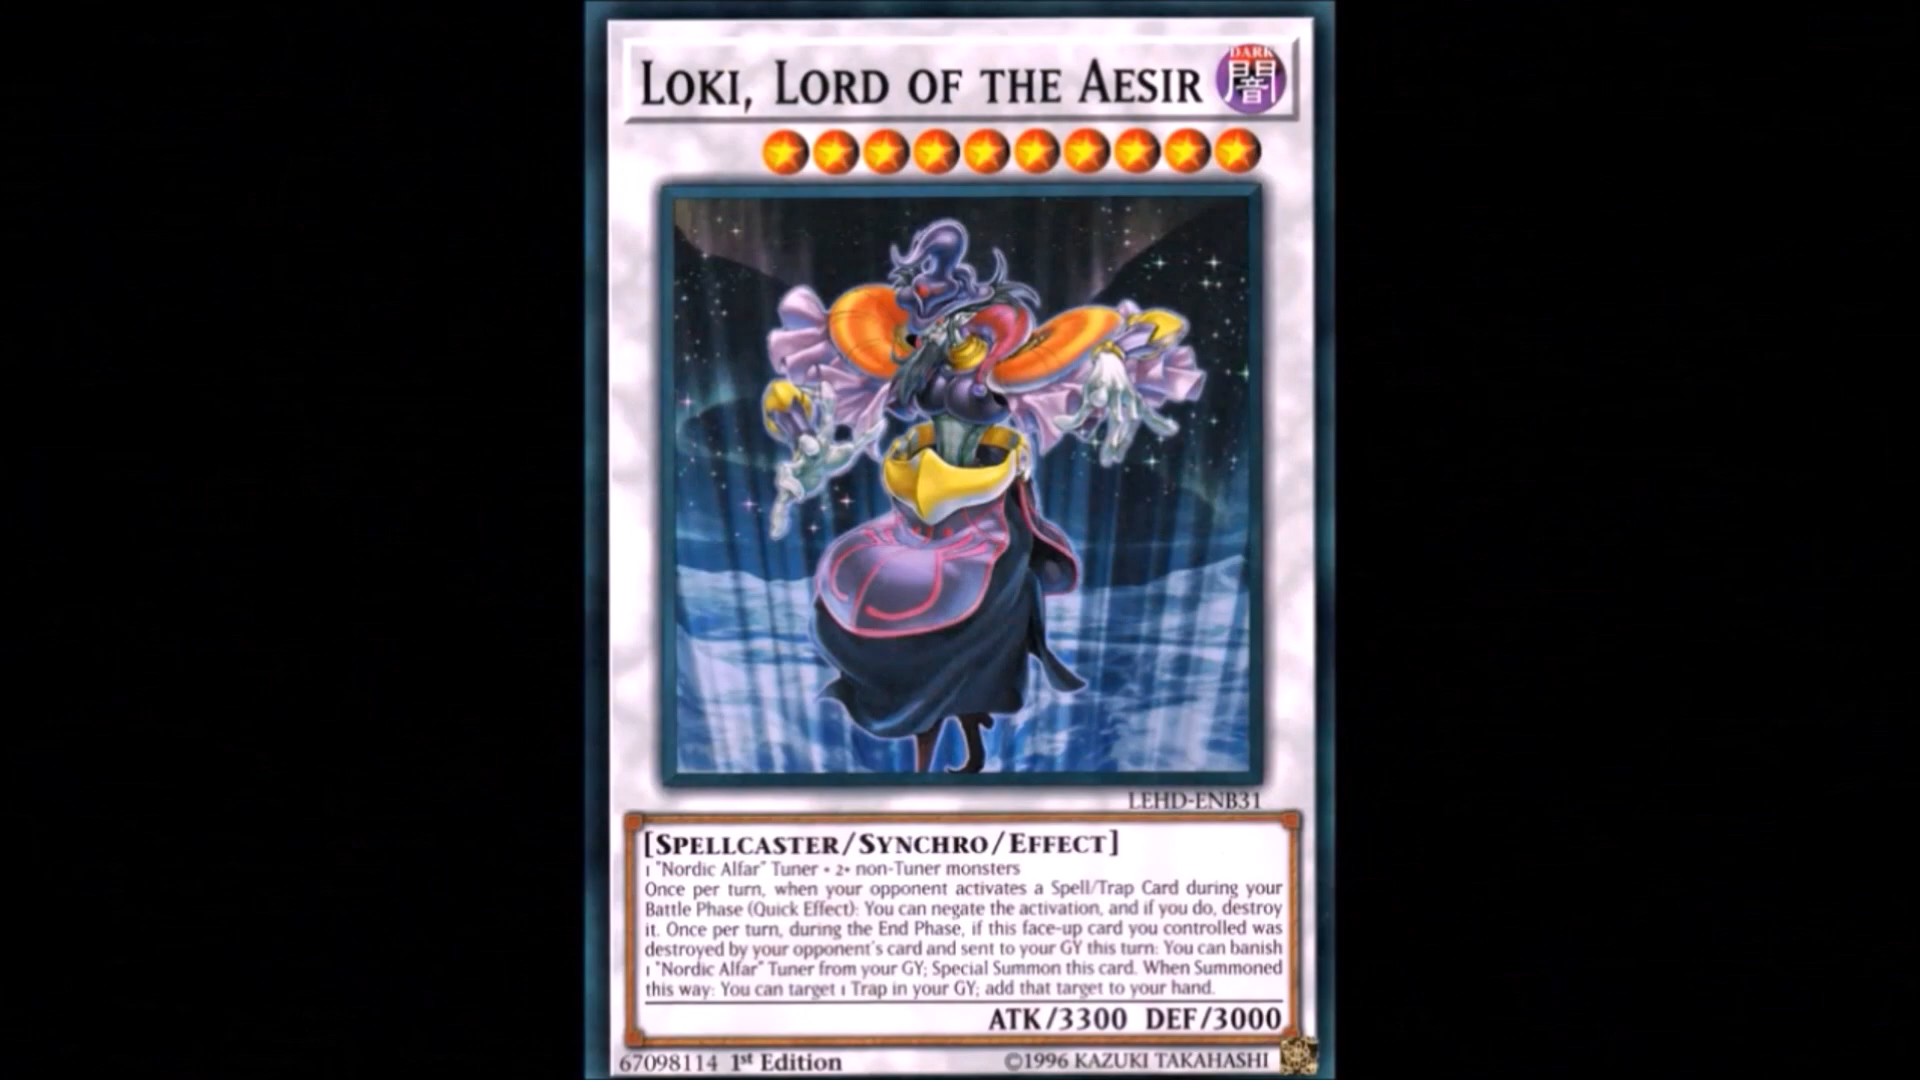 LOKI, LORD OF THE AESIR
DARK
闇
LEHD-ENB31
[SPELLCASTER/SYNCHRO/EFFECT]
1 "Nordic Alfar" Tuner + 2+ non-Tuner monsters
Once per turn, when your opponent activates a Spell/Trap Card during your
Battle Phase (Quick Effect): You can negate the activation, and if you do, destroy
it. Once per turn, during the End Phase, if this face-up card you controlled was
destroyed by your opponent's card and sent to your GY this turn: You can banish
1 "Nordic Alfar" Tuner from your GY; Special Summon this card. When Summoned
this way: You can target 1 Trap in your GY; add that target to your hand.
ATK/3300 DEF/3000
67098114 1st Edition
©1996 KAZUKI TAKAHASHI